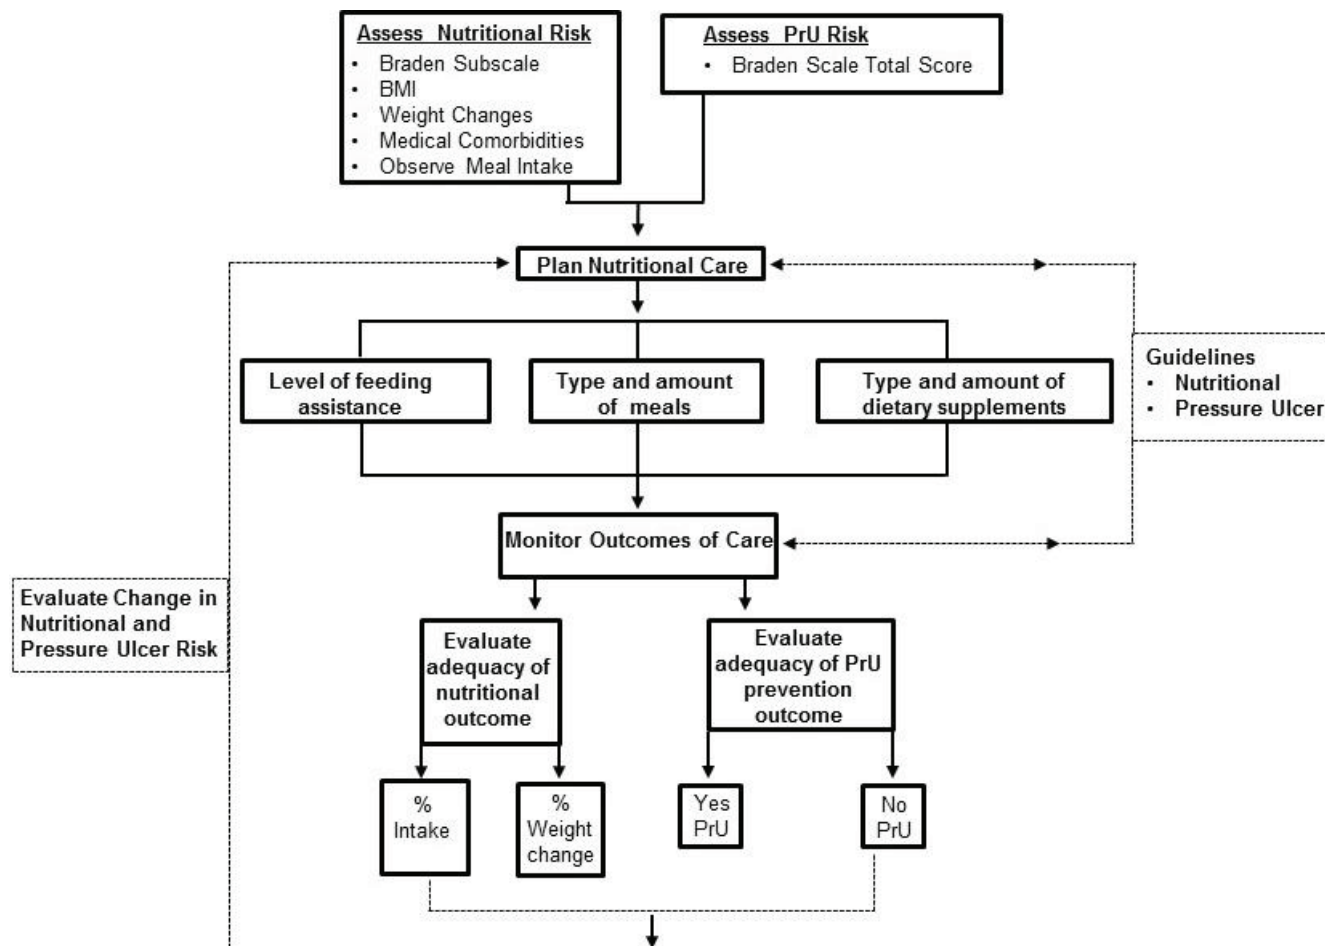 Assess Nutritional Risk
• Braden Subscale
• BMI
• Weight Changes
• Medical Comorbidities
• Observe Meal Intake
Assess PrU Risk
• Braden Scale Total Score
Plan Nutritional Care
Level of feeding
assistance
Type and amount
of meals
Type and amount of
dietary supplements
Guidelines
• Nutritional
• Pressure Ulcer
Monitor Outcomes of Care
Evaluate Change in
Nutritional and
Pressure Ulcer Risk
Evaluate
adequacy of
nutritional
outcome
Evaluate
adequacy of PrU
prevention
outcome
%
Intake
%
Weight
change
Yes
PrU
No
PrU